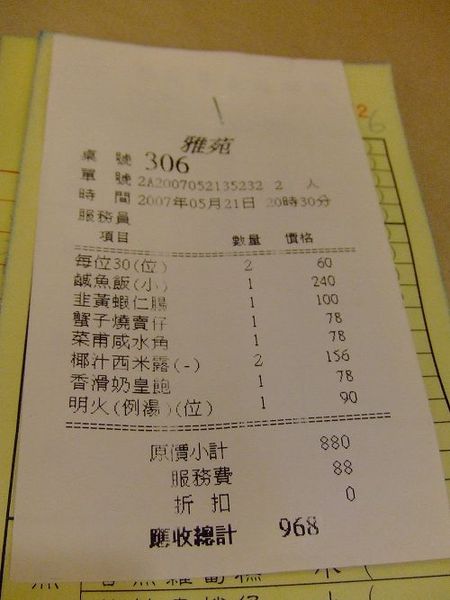 雅苑
桌 號 306
單 號 2A2007052135232 2 人
時 間 2007年05月21日 20時30分
服務員
項目 數量 價格
每位30(位) 2 60
鹹魚飯(小) 1 240
韭黃蝦仁腸 1 100
蟹子燒賣仔 1 78
菜甫咸水角 1 78
椰汁西米露(-) 2 156
香滑奶皇飽 1 78
明火(例湯)(位) 1 90
原價小計 880
服務費 88
折 扣 0
應收總計 968